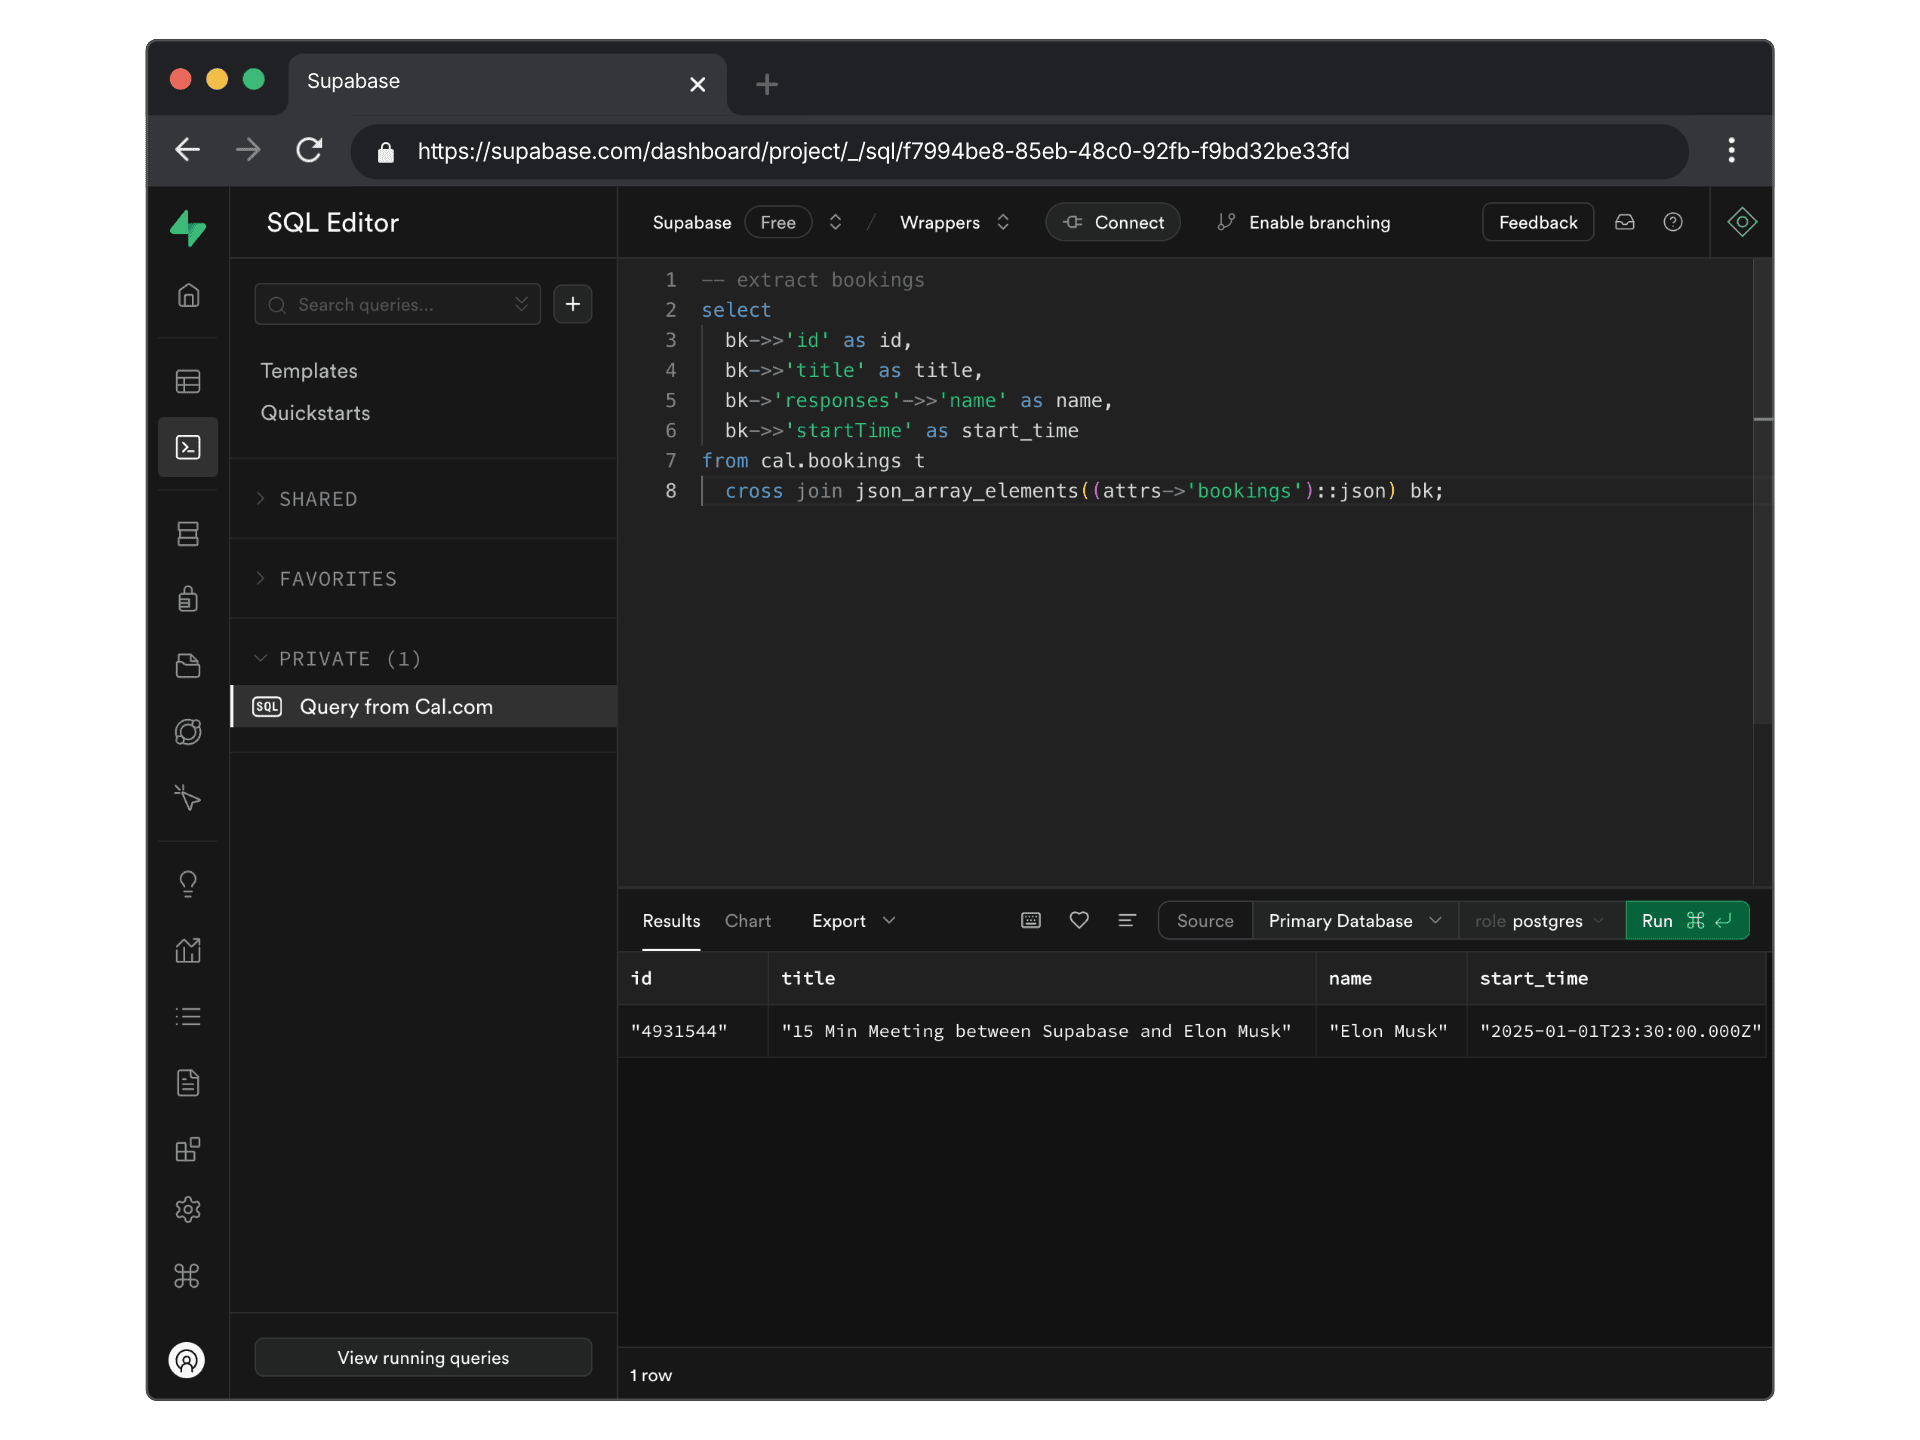 Supabase
https://supabase.com/dashboard/project/_/sql/f7994be8-85eb-48c0-92fb-f9bd32be33fd
SQL Editor
Supabase Free / Wrappers Connect Enable branching Feedback
Search queries...
Templates
Quickstarts
SHARED
FAVORITES
PRIVATE (1)
SQL Query from Cal.com
View running queries
1 -- extract bookings
2 select
3 bk->>'id' as id,
4 bk->>'title' as title,
5 bk->'responses'->>'name' as name,
6 bk->>'startTime' as start_time
7 from cal.bookings t
8 cross join json_array_elements((attrs->'bookings')::json) bk;
Results Chart Export Source Primary Database role postgres Run ⌘ ↵
id title name start_time
"4931544" "15 Min Meeting between Supabase and Elon Musk" "Elon Musk" "2025-01-01T23:30:00.000Z"
1 row